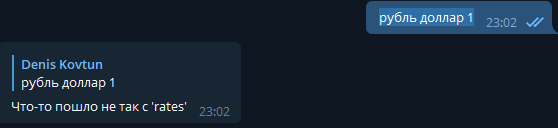 рубль доллар 1
23:02
Denis Kovtun
рубль доллар 1
Что-то пошло не так с 'rates'
23:02